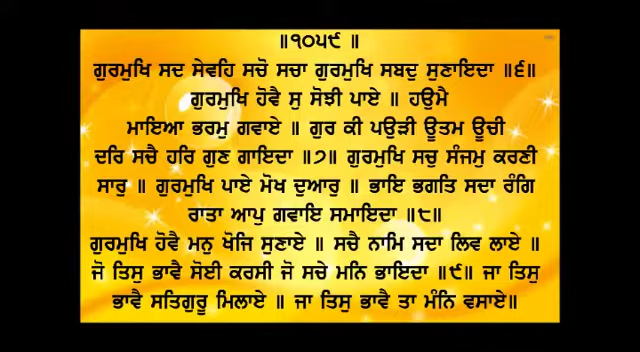 ॥੧੦੫੯ ॥
ਗੁਰਮੁਖਿ ਸਦ ਸੇਵਹਿ ਸਚੋ ਸਚਾ ਗੁਰਮੁਖਿ ਸਬਦੁ ਸੁਣਾਇਦਾ ॥੬॥
ਗੁਰਮੁਖਿ ਹੋਵੈ ਸੁ ਸੋਝੀ ਪਾਏ ॥ ਹਉਮੈ
ਮਾਇਆ ਭਰਮੁ ਗਵਾਏ ॥ ਗੁਰ ਕੀ ਪਉੜੀ ਊਤਮ ਊਚੀ
ਦਰਿ ਸਚੈ ਹਰਿ ਗੁਣ ਗਾਇਦਾ ॥੭॥ ਗੁਰਮੁਖਿ ਸਚੁ ਸੰਜਮੁ ਕਰਣੀ
ਸਾਰੁ ॥ ਗੁਰਮੁਖਿ ਪਾਏ ਮੋਖ ਦੁਆਰੁ ॥ ਭਾਇ ਭਗਤਿ ਸਦਾ ਰੰਗਿ
ਰਾਤਾ ਆਪੁ ਗਵਾਇ ਸਮਾਇਦਾ ॥੮॥
ਗੁਰਮੁਖਿ ਹੋਵੈ ਮਨੁ ਖੋਜਿ ਸੁਣਾਏ ॥ ਸਚੈ ਨਾਮਿ ਸਦਾ ਲਿਵ ਲਾਏ ॥
ਜੋ ਤਿਸੁ ਭਾਵੈ ਸੋਈ ਕਰਸੀ ਜੋ ਸਚੇ ਮਨਿ ਭਾਇਦਾ ॥੯॥ ਜਾ ਤਿਸੁ
ਭਾਵੈ ਸਤਿਗੁਰੂ ਮਿਲਾਏ ॥ ਜਾ ਤਿਸੁ ਭਾਵੈ ਤਾ ਮੰਨਿ ਵਸਾਏ॥